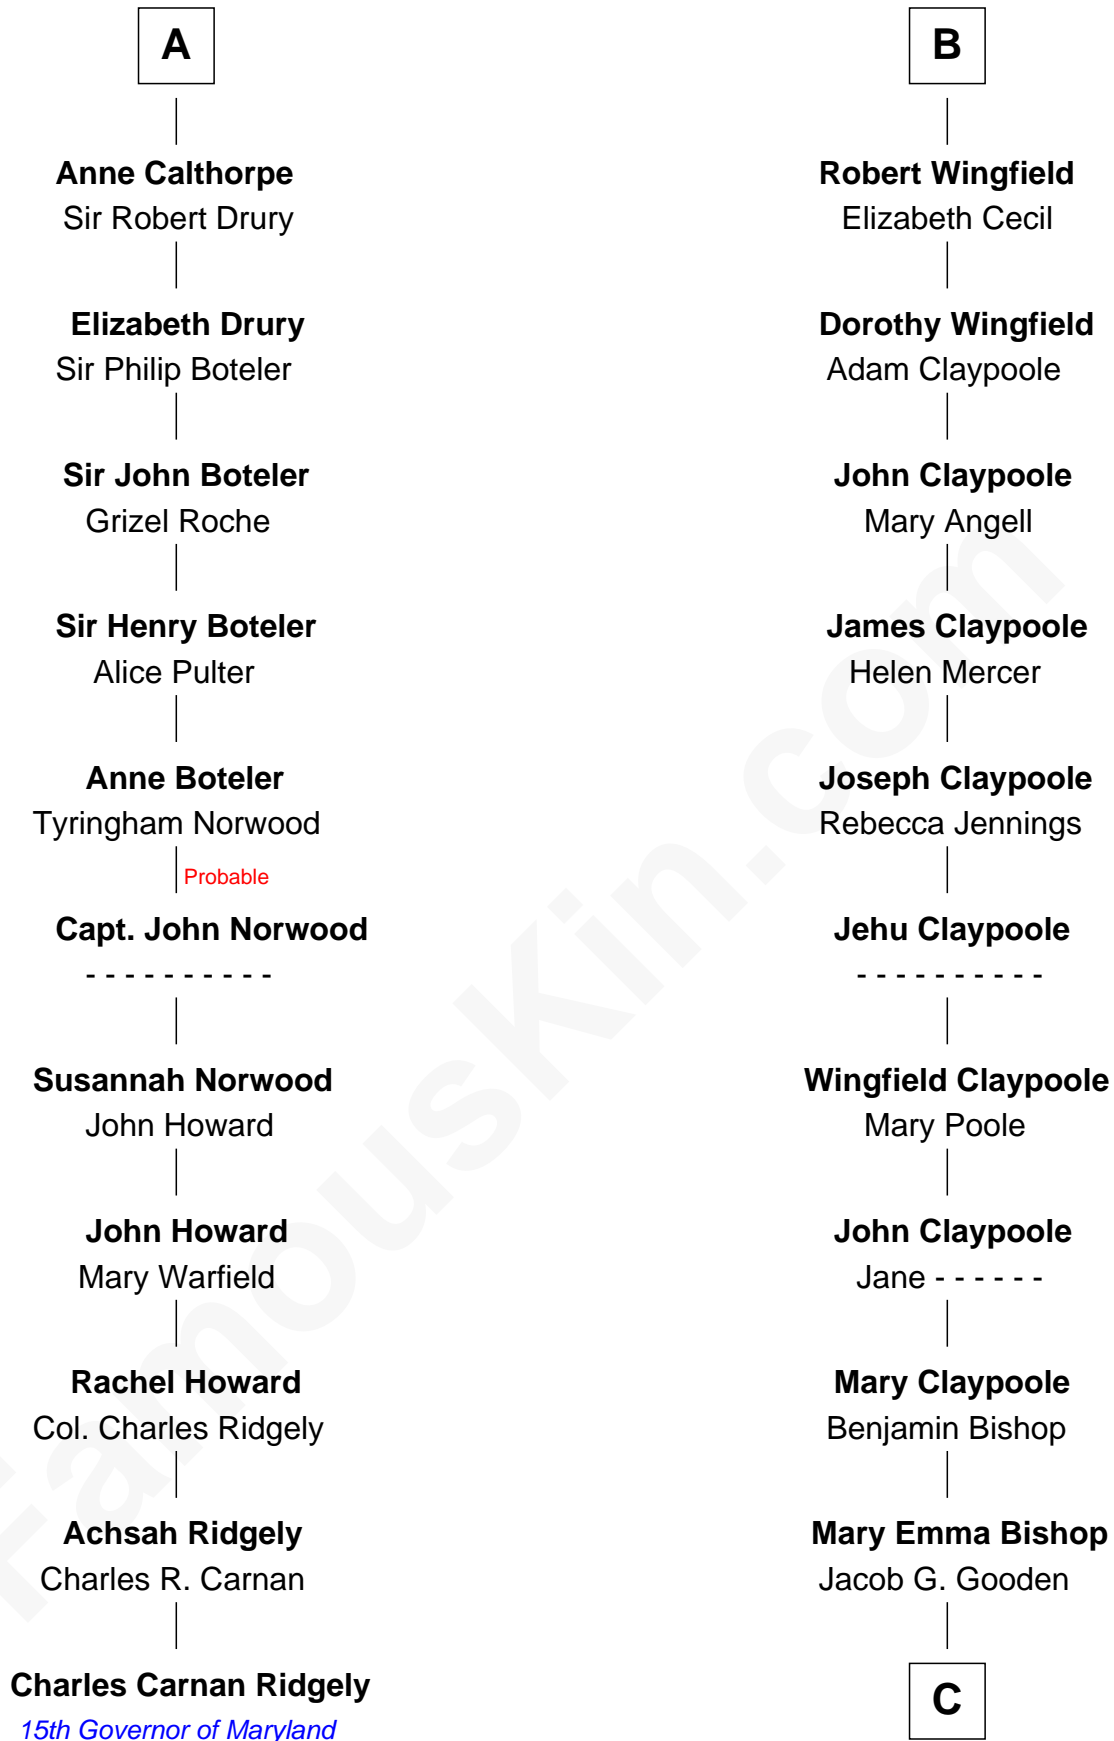 A
Anne Calthorpe
Sir Robert Drury
Elizabeth Drury
Sir Philip Boteler
Sir John Boteler
Grizel Roche
Sir Henry Boteler
Alice Pulter
Anne Boteler
Tyringham Norwood
Probable
Capt. John Norwood
- - - - - - - - - -
Susannah Norwood
John Howard
John Howard
Mary Warfield
Rachel Howard
Col. Charles Ridgely
Achsah Ridgely
Charles R. Carnan
Charles Carnan Ridgely
15th Governor of Maryland
B
Robert Wingfield
Elizabeth Cecil
Dorothy Wingfield
Adam Claypoole
John Claypoole
Mary Angell
James Claypoole
Helen Mercer
Joseph Claypoole
Rebecca Jennings
Jehu Claypoole
- - - - - - - - - -
Wingfield Claypoole
Mary Poole
John Claypoole
Jane - - - - - -
Mary Claypoole
Benjamin Bishop
Mary Emma Bishop
Jacob G. Gooden
C
FamousKin.com